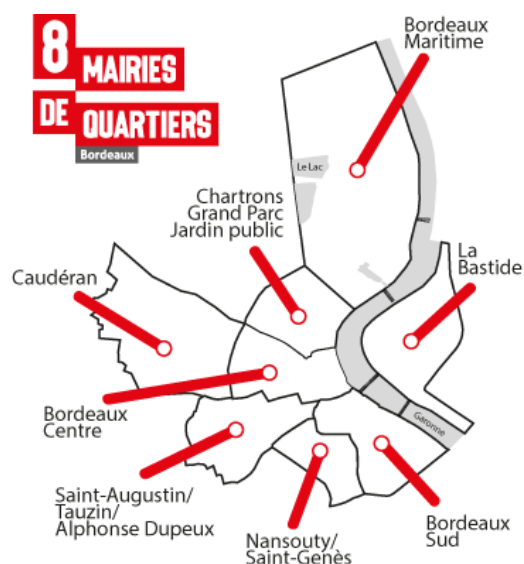 8
MAIRIES
DE
QUARTIERS
Bordeaux
Bordeaux
Maritime
Le Lac
Chartrons
Grand Parc
Jardin public
La
Bastide
Caudéran
Bordeaux
Centre
Garonne
Saint-Augustin/
Tauzin/
Alphonse Dupeux
Nansouty/
Saint-Genès
Bordeaux
Sud